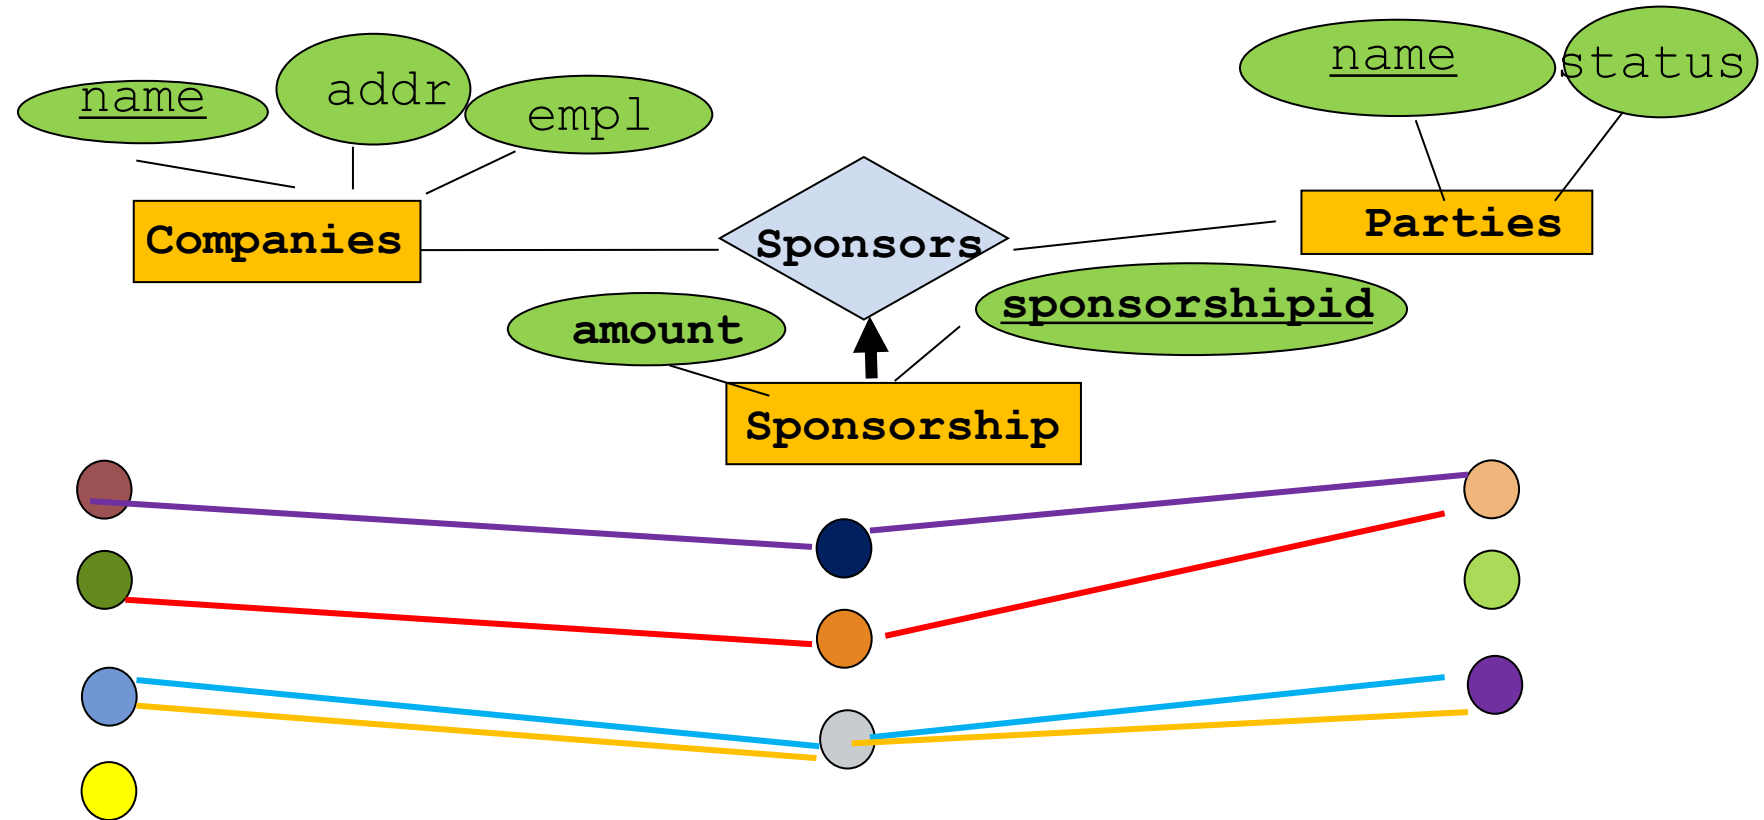 name
addr
empl
name
status
Companies
Sponsors
Parties
amount
sponsorshipid
Sponsorship